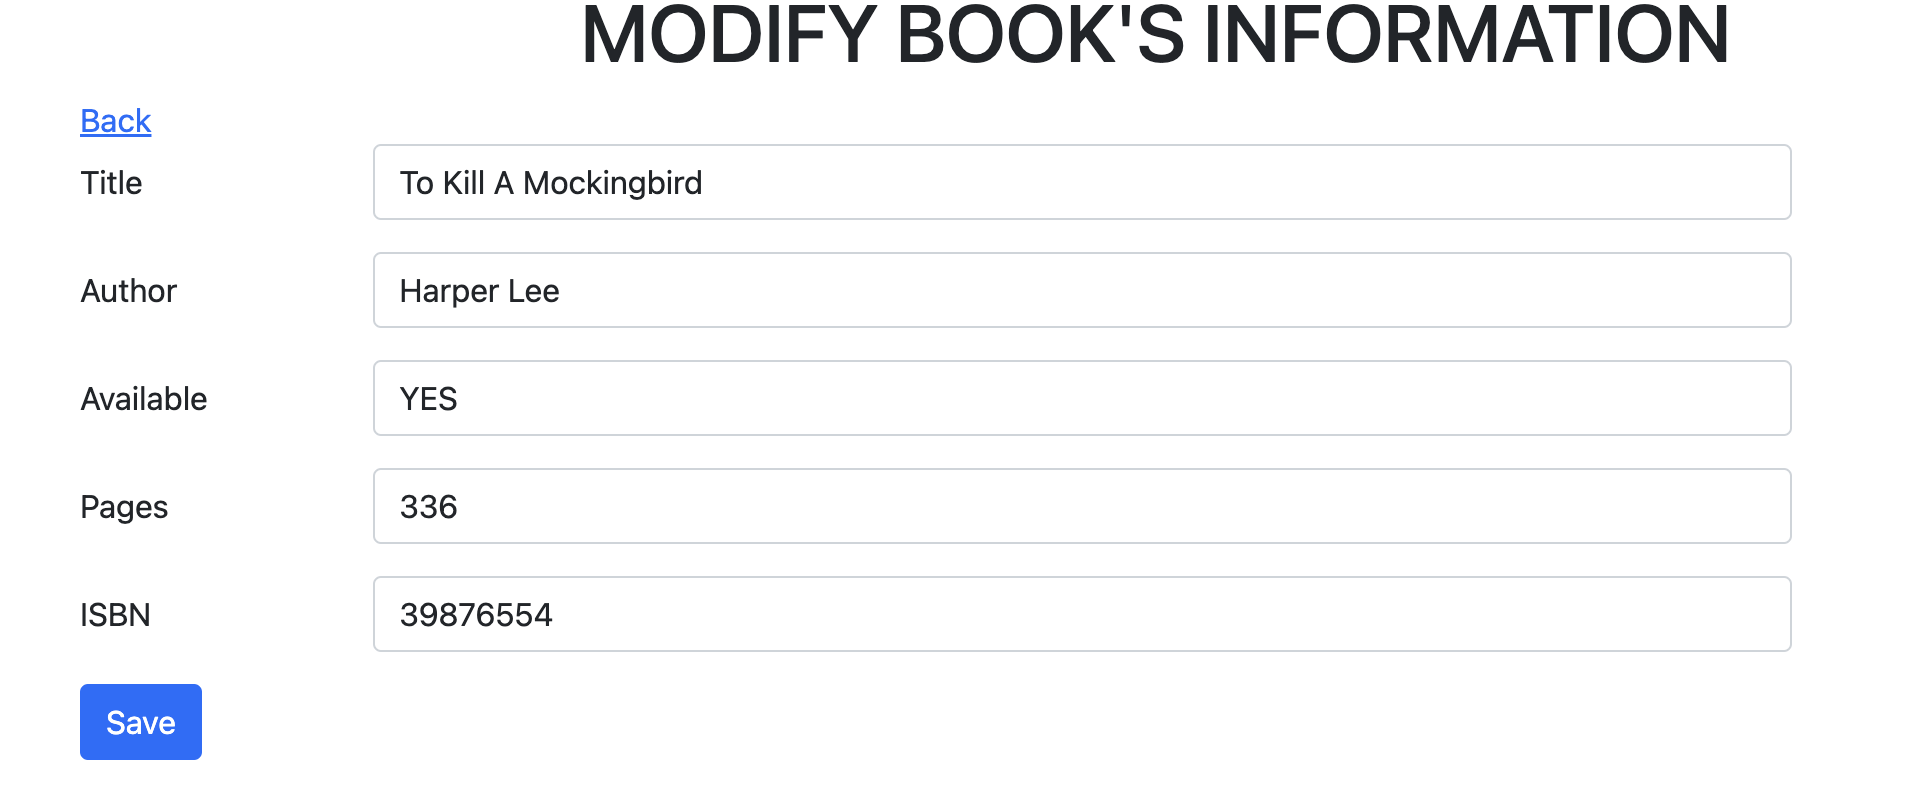 MODIFY BOOK'S INFORMATION
Back
Title To Kill A Mockingbird
Author Harper Lee
Available YES
Pages 336
ISBN 39876554
Save